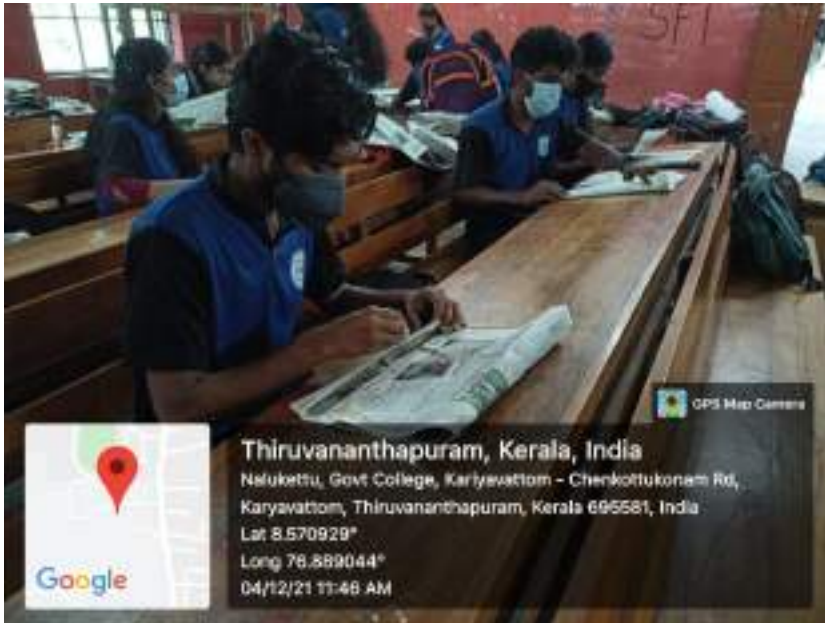 SFI
GPS Map Camera
Thiruvananthapuram, Kerala, India
Nalukettu, Govt College, Kariyavattom - Chenkottukonam Rd,
Karyavattom, Thiruvananthapuram, Kerala 695581, India
Lat 8.570929°
Long 76.889044°
04/12/21 11:46 AM
Google